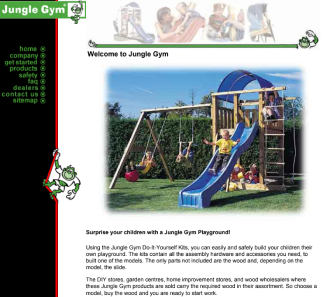 Jungle Gym®
home
company
get started
products
safety
faq
dealers
contact us
sitemap
Welcome to Jungle Gym
Surprise your children with a Jungle Gym Playground!
Using the Jungle Gym Do-It-Yourself Kits, you can easily and safely build your children their
own playground. The kits contain all the assembly hardware and accessories you need, to
built one of the models. The only parts not included are the wood and, depending on the
model, the slide.
The DIY stores, garden centres, home improvement stores, and wood wholesalers where
these Jungle Gym products are sold carry the required wood in their assortment. So choose a
model, buy the wood and you are ready to start work.